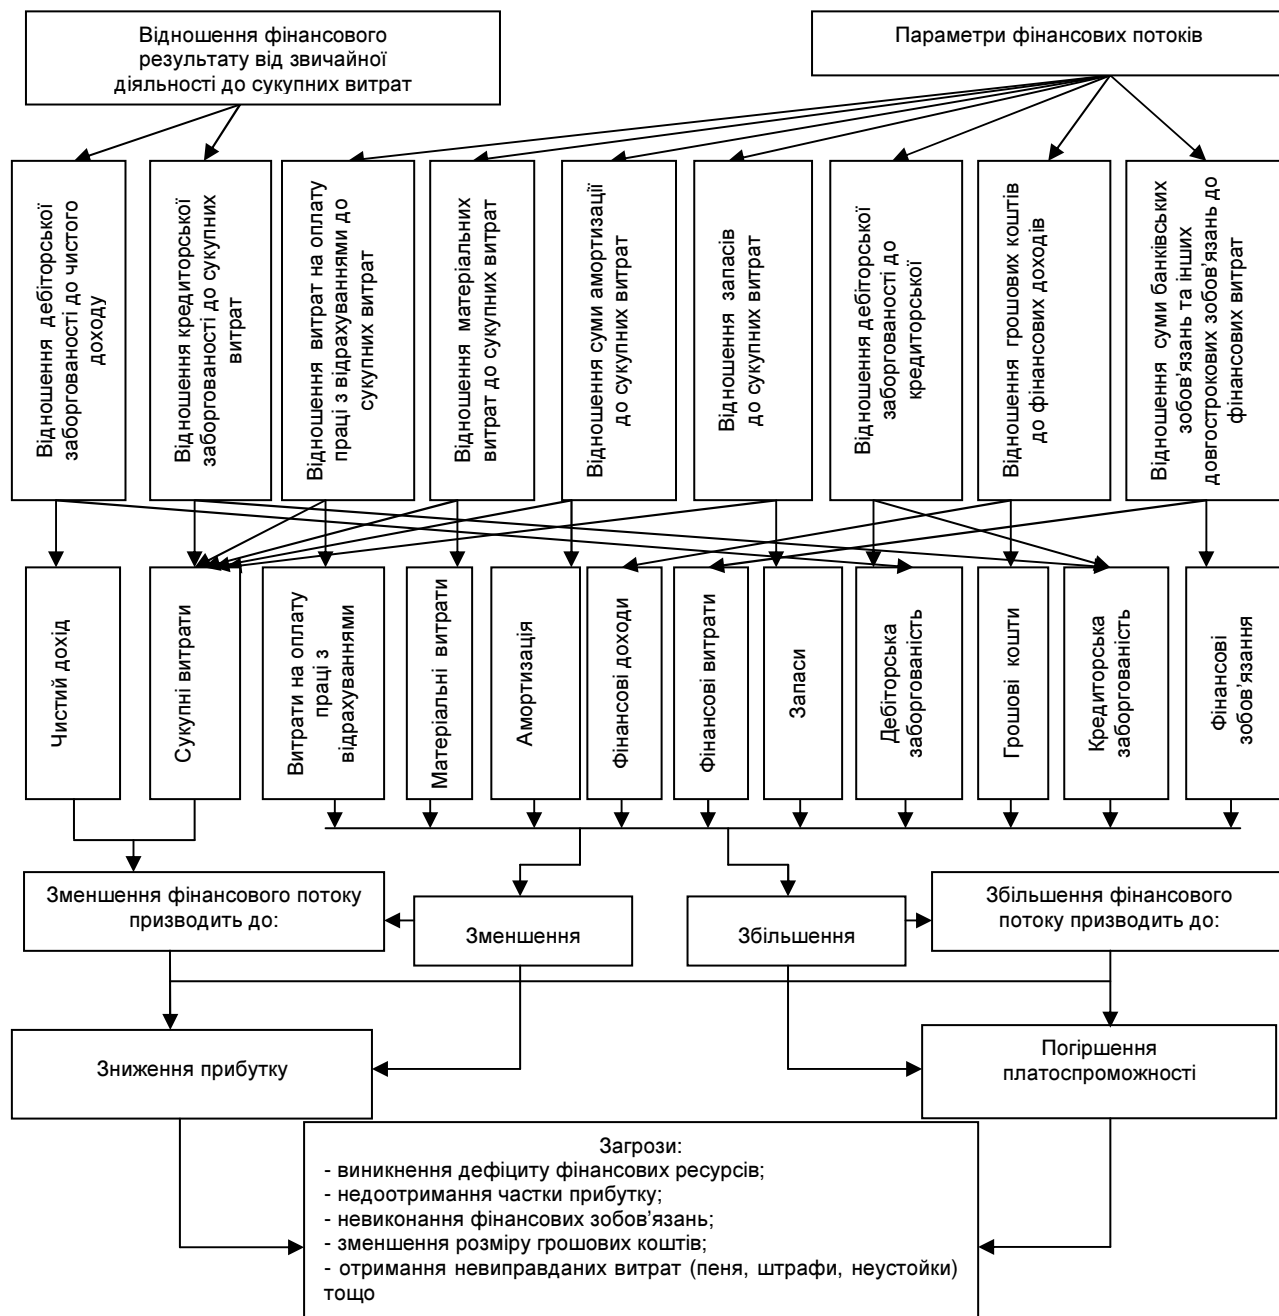 Відношення фінансового
результату від звичайної
діяльності до сукупних витрат
Параметри фінансових потоків
Відношення дебіторської
заборгованості до чистого
доходу
Відношення кредиторської
заборгованості до сукупних
витрат
Відношення витрат на оплату
праці з відрахуваннями до
сукупних витрат
Відношення матеріальних
витрат до сукупних витрат
Відношення суми амортизації
до сукупних витрат
Відношення запасів
до сукупних витрат
Відношення дебіторської
заборгованості до
кредиторської
Відношення грошових коштів
до фінансових доходів
Відношення суми банківських
зобов’язань та інших
довгострокових зобов’язань до
фінансових витрат
Чистий дохід
Сукупні витрати
Витрати на оплату
праці з
відрахуваннями
Матеріальні витрати
Амортизація
Фінансові доходи
Фінансові витрати
Запаси
Дебіторська
заборгованість
Грошові кошти
Кредиторська
заборгованість
Фінансові
зобов’язання
Зменшення фінансового потоку
призводить до:
Зменшення
Збільшення
Збільшення фінансового
потоку призводить до:
Зниження прибутку
Погіршення
платоспроможності
Загрози:
- виникнення дефіциту фінансових ресурсів;
- недоотримання частки прибутку;
- невиконання фінансових зобов’язань;
- зменшення розміру грошових коштів;
- отримання невиправданих витрат (пеня, штрафи, неустойки)
тощо